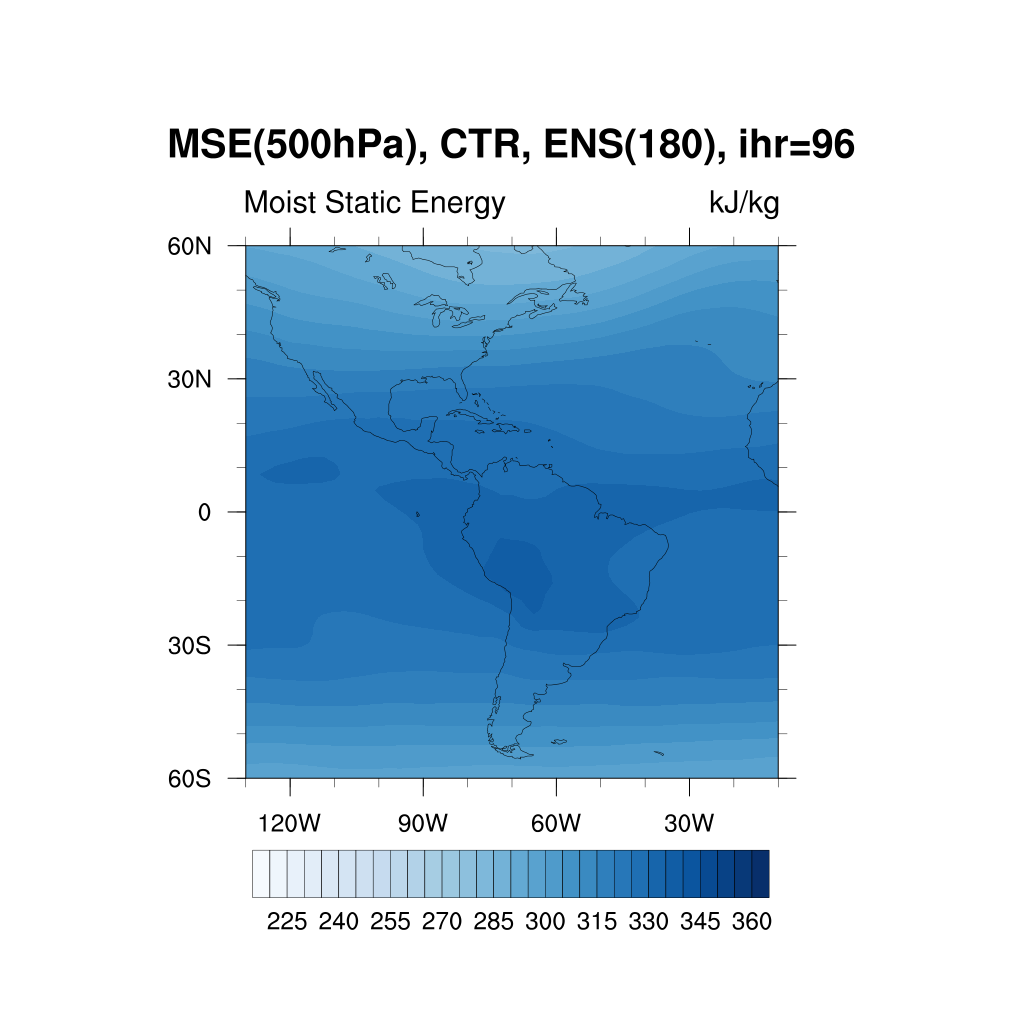 MSE(500hPa), CTR, ENS(180), ihr=96
Moist Static Energy kJ/kg
60N
30N
0
30S
60S
120W 90W 60W 30W
225 240 255 270 285 300 315 330 345 360